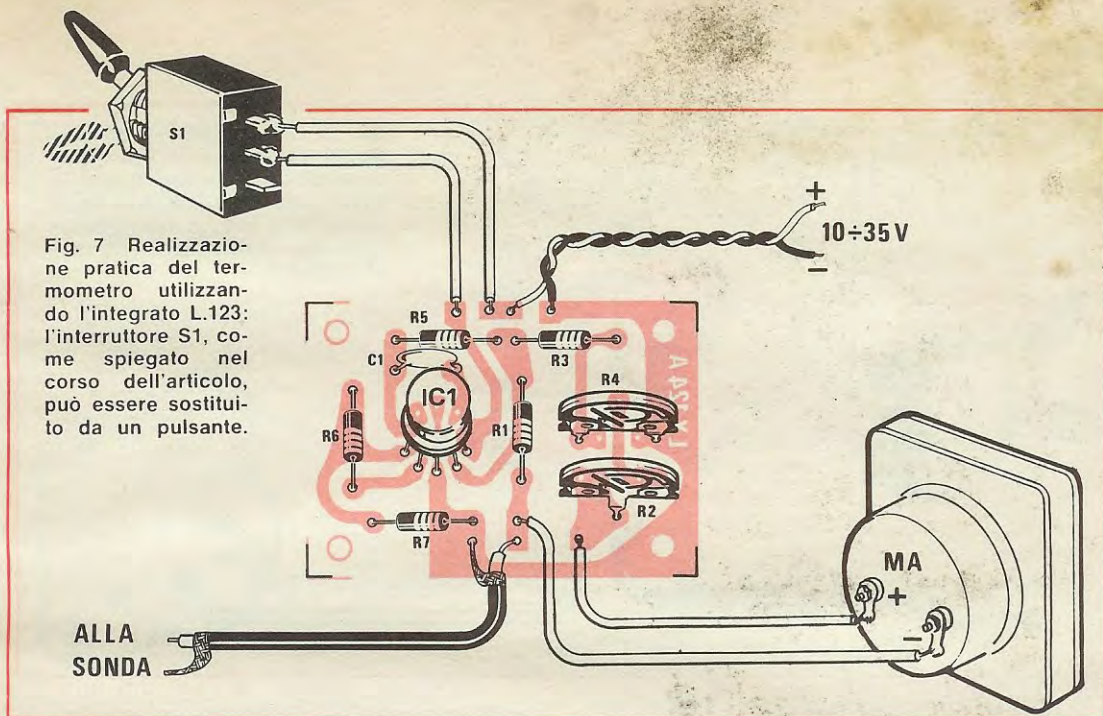 S1
Fig. 7 Realizzazio-
ne pratica del ter-
mometro utilizzan-
do l'integrato L.123:
l'interruttore S1, co-
me spiegato nel
corso dell'articolo,
può essere sostitui-
to da un pulsante.
+
10÷35 V
−
R5
C1
R3
IC1
R4
R6
R1
R2
R7
MA
+
−
ALLA
SONDA